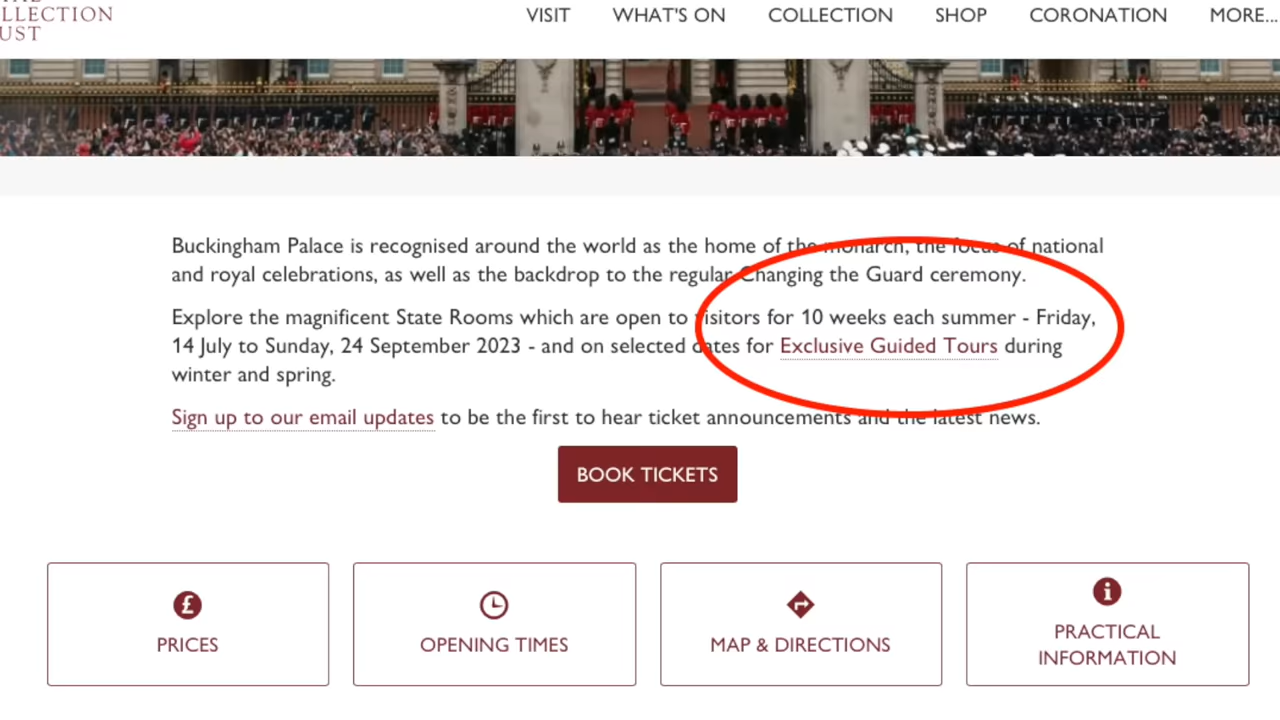 LLECTION
UST
VISIT WHAT'S ON COLLECTION SHOP CORONATION MORE...
Buckingham Palace is recognised around the world as the home of the monarch, the focus of national
and royal celebrations, as well as the backdrop to the regular Changing the Guard ceremony.
Explore the magnificent State Rooms which are open to visitors for 10 weeks each summer - Friday,
14 July to Sunday, 24 September 2023 - and on selected dates for Exclusive Guided Tours during
winter and spring.
Sign up to our email updates to be the first to hear ticket announcements and the latest news.
BOOK TICKETS
£
PRICES
OPENING TIMES
MAP & DIRECTIONS
i
PRACTICAL
INFORMATION